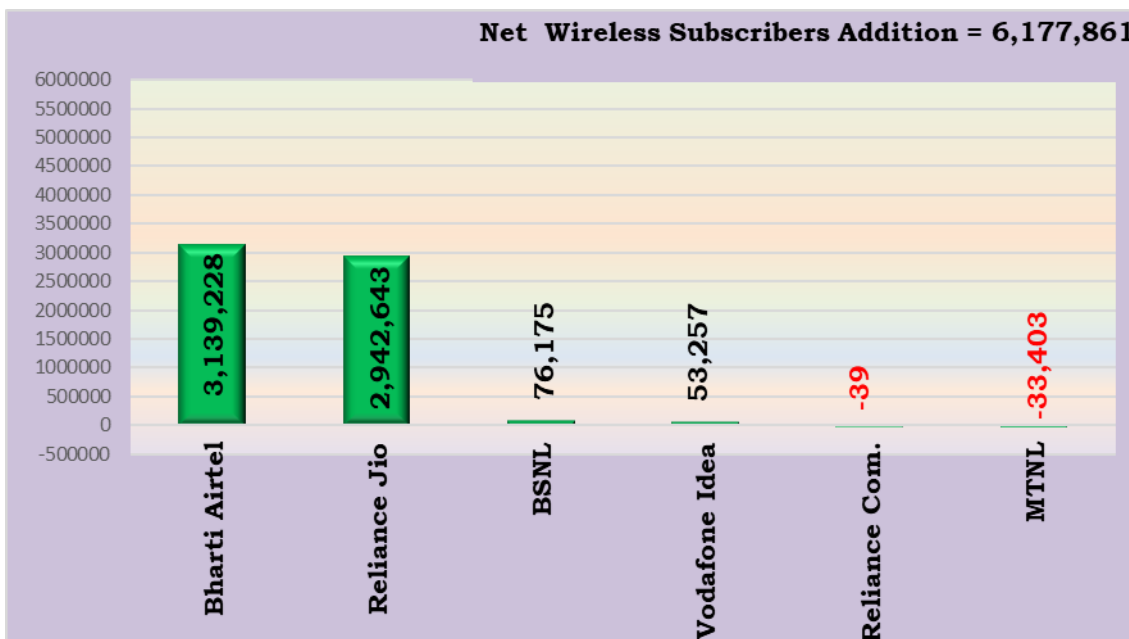 Net Wireless Subscribers Addition = 6,177,861
6000000
5500000
5000000
4500000
4000000
3500000
3000000
2500000
2000000
1500000
1000000
500000
0
-500000
3,139,228
2,942,643
76,175
53,257
-39
-33,403
Bharti Airtel
Reliance Jio
BSNL
Vodafone Idea
Reliance Com.
MTNL